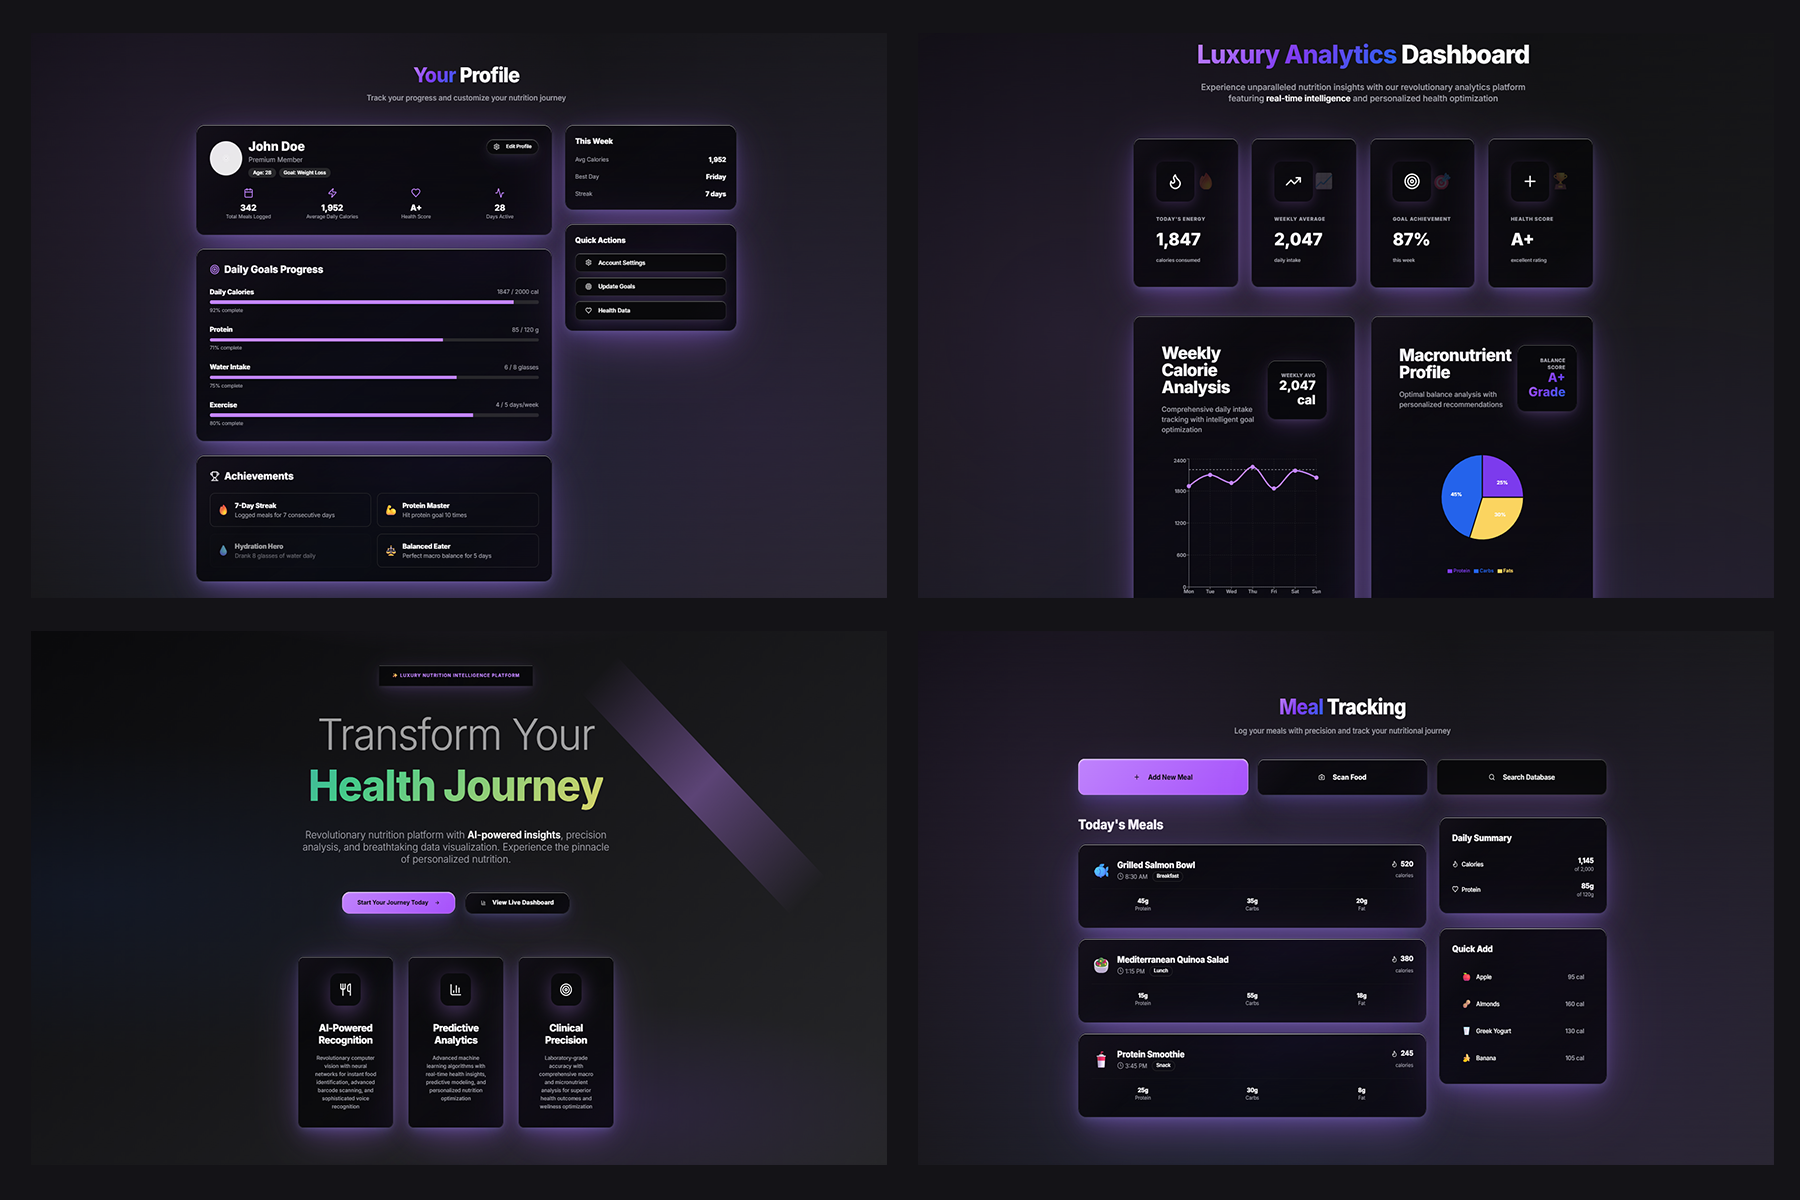 Your Profile
Track your progress and customize your nutrition journey
John Doe
Premium Member
Age: 28 Goal: Weight Loss
Edit Profile
342 1,952 A+ 28
Total Meals Logged Average Daily Calories Health Score Days Active
This Week
Avg Calories 1,952
Best Day Friday
Streak 7 days
Quick Actions
Account Settings
Update Goals
Health Data
Daily Goals Progress
Daily Calories 1847 / 2000 cal
92% complete
Protein 85 / 120 g
71% complete
Water Intake 6 / 8 glasses
75% complete
Exercise 4 / 5 days/week
80% complete
Achievements
7-Day Streak
Logged meals for 7 consecutive days
Protein Master
Hit protein goal 10 times
Hydration Hero
Drank 8 glasses of water daily
Balanced Eater
Perfect macro balance for 5 days
Luxury Analytics Dashboard
Experience unparalleled nutrition insights with our revolutionary analytics platform
featuring real-time intelligence and personalized health optimization
TODAY'S ENERGY
1,847
calories consumed
WEEKLY AVERAGE
2,047
daily intake
GOAL ACHIEVEMENT
87%
this week
HEALTH SCORE
A+
excellent rating
Weekly
Calorie
Analysis
Comprehensive daily intake
tracking with intelligent goal
optimization
WEEKLY AVG
2,047
cal
2400
1800
1200
600
0
Mon Tue Wed Thu Fri Sat Sun
Macronutrient
Profile
Optimal balance analysis with
personalized recommendations
BALANCE
SCORE
A+
Grade
25%
45%
30%
Protein Carbs Fats
LUXURY NUTRITION INTELLIGENCE PLATFORM
Transform Your
Health Journey
Revolutionary nutrition platform with AI-powered insights, precision
analysis, and breathtaking data visualization. Experience the pinnacle
of personalized nutrition.
Start Your Journey Today →
View Live Dashboard
AI-Powered
Recognition
Revolutionary computer
vision with neural
networks for instant food
identification, advanced
barcode scanning, and
sophisticated voice
recognition
Predictive
Analytics
Advanced machine
learning algorithms with
real-time health insights,
predictive modeling, and
personalized nutrition
optimization
Clinical
Precision
Laboratory-grade
accuracy with
comprehensive macro
and micronutrient
analysis for superior
health outcomes and
wellness optimization
Meal Tracking
Log your meals with precision and track your nutritional journey
+ Add New Meal
Scan Food
Search Database
Today's Meals
Grilled Salmon Bowl 520
8:30 AM Breakfast calories
45g 35g 20g
Protein Carbs Fat
Mediterranean Quinoa Salad 380
1:15 PM Lunch calories
15g 55g 18g
Protein Carbs Fat
Protein Smoothie 245
3:45 PM Snack calories
25g 30g 8g
Protein Carbs Fat
Daily Summary
Calories 1,145
of 2,000
Protein 85g
of 120g
Quick Add
Apple 95 cal
Almonds 160 cal
Greek Yogurt 130 cal
Banana 105 cal